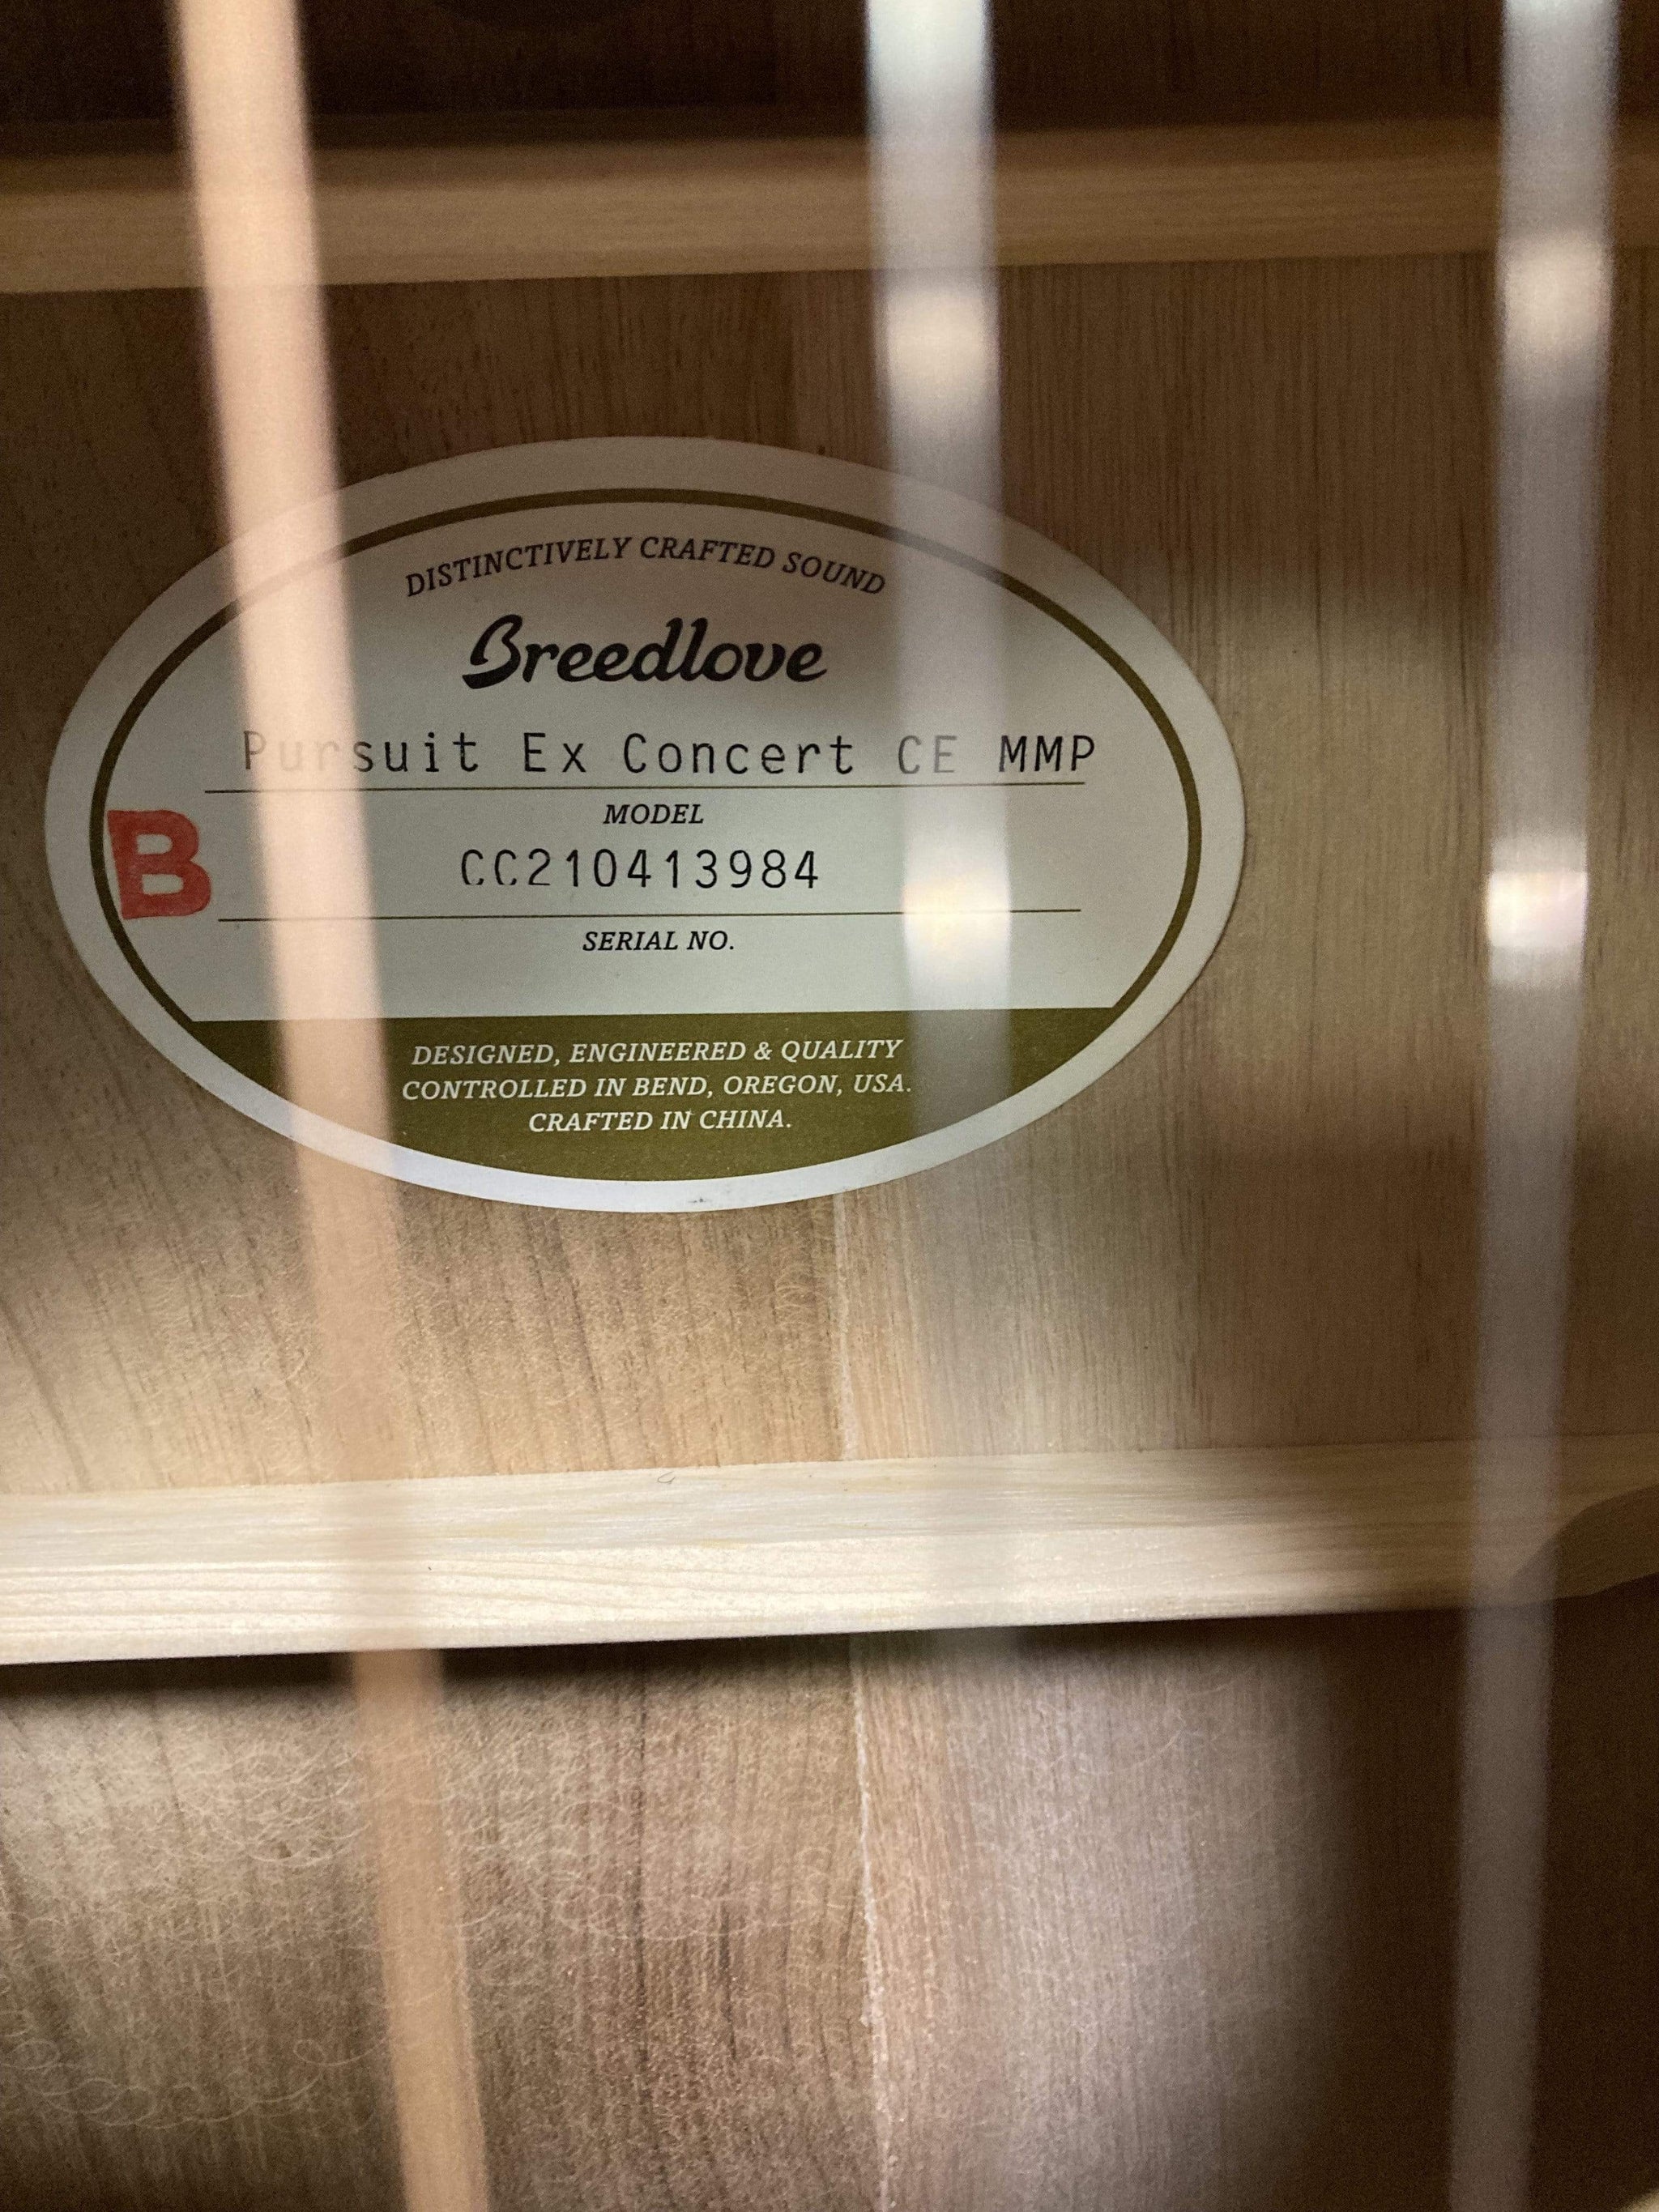 DISTINCTIVELY CRAFTED SOUND
Breedlove
Pursuit Ex Concert CE MMP
MODEL
B
CC210413984
SERIAL NO.
DESIGNED, ENGINEERED & QUALITY
CONTROLLED IN BEND, OREGON, USA.
CRAFTED IN CHINA.